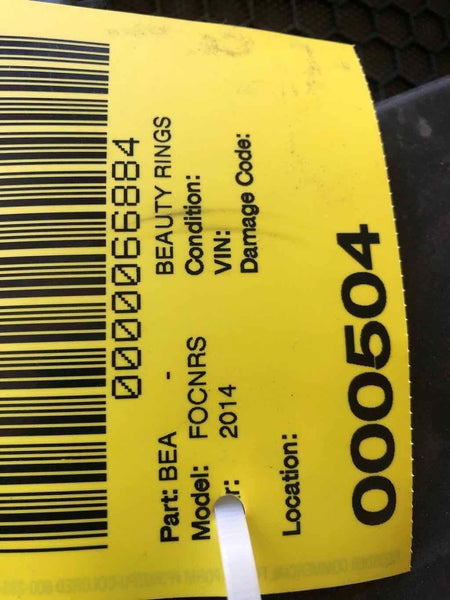 0000066884
Part: BEA - BEAUTY RINGS
Model: FOCNRS Condition:
r: 2014 VIN:
Damage Code:
Location:
000504